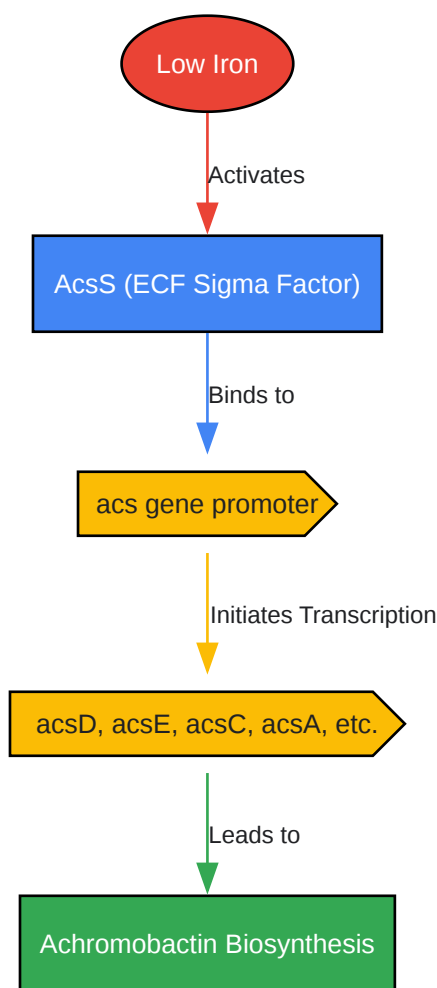 Low Iron
Activates
AcsS (ECF Sigma Factor)
Binds to
acs gene promoter
Initiates Transcription
acsD, acsE, acsC, acsA, etc.
Leads to
Achromobactin Biosynthesis